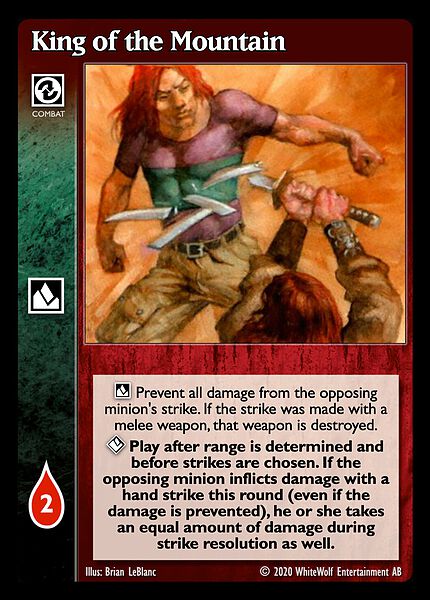 King of the Mountain
COMBAT
Prevent all damage from the opposing
minion's strike. If the strike was made with a
melee weapon, that weapon is destroyed.
Play after range is determined and
before strikes are chosen. If the
opposing minion inflicts damage with a
hand strike this round (even if the
damage is prevented), he or she takes
an equal amount of damage during
strike resolution as well.
2
Illus: Brian LeBlanc © 2020 WhiteWolf Entertainment AB